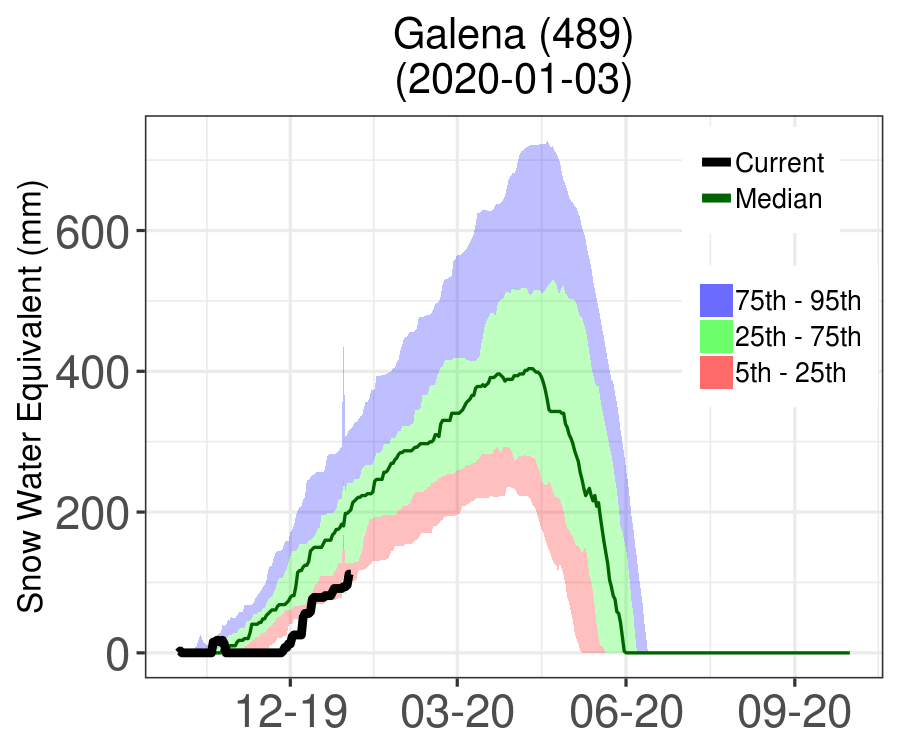 Galena (489)
(2020-01-03)
Snow Water Equivalent (mm)
600
400
200
0
12-19
03-20
06-20
09-20
Current
Median
75th - 95th
25th - 75th
5th - 25th